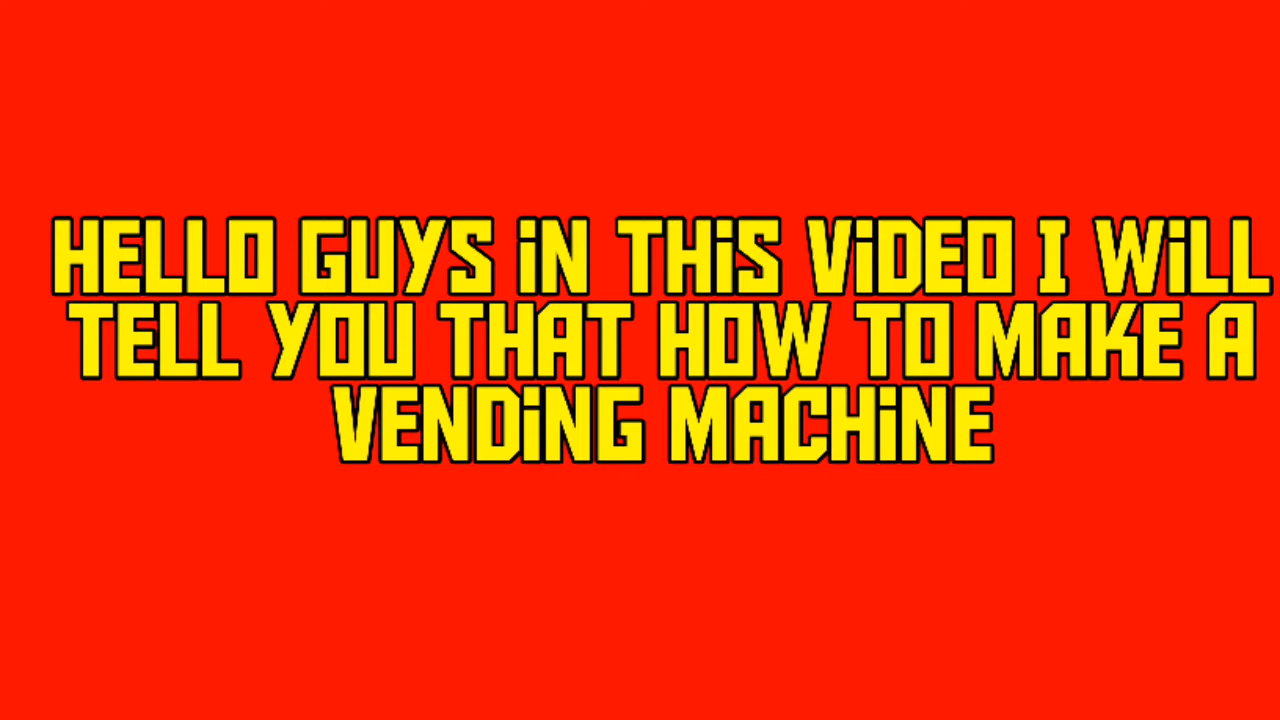 HELLO GUYS iN THiS ViDEO I WiLL
TELL YOU THAT HOW TO MAKE A
VENDiNG MACHiNE